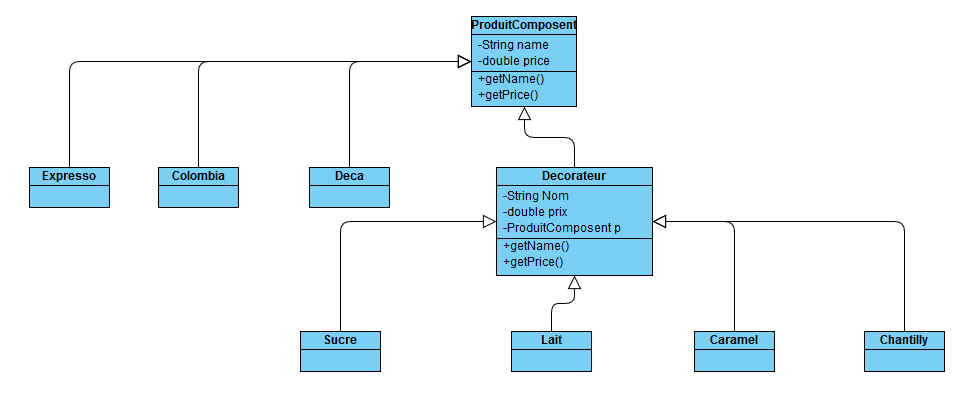 ProduitComposent
-String name
-double price
+getName()
+getPrice()
Expresso
Colombia
Deca
Decorateur
-String Nom
-double prix
-ProduitComposent p
+getName()
+getPrice()
Sucre
Lait
Caramel
Chantilly